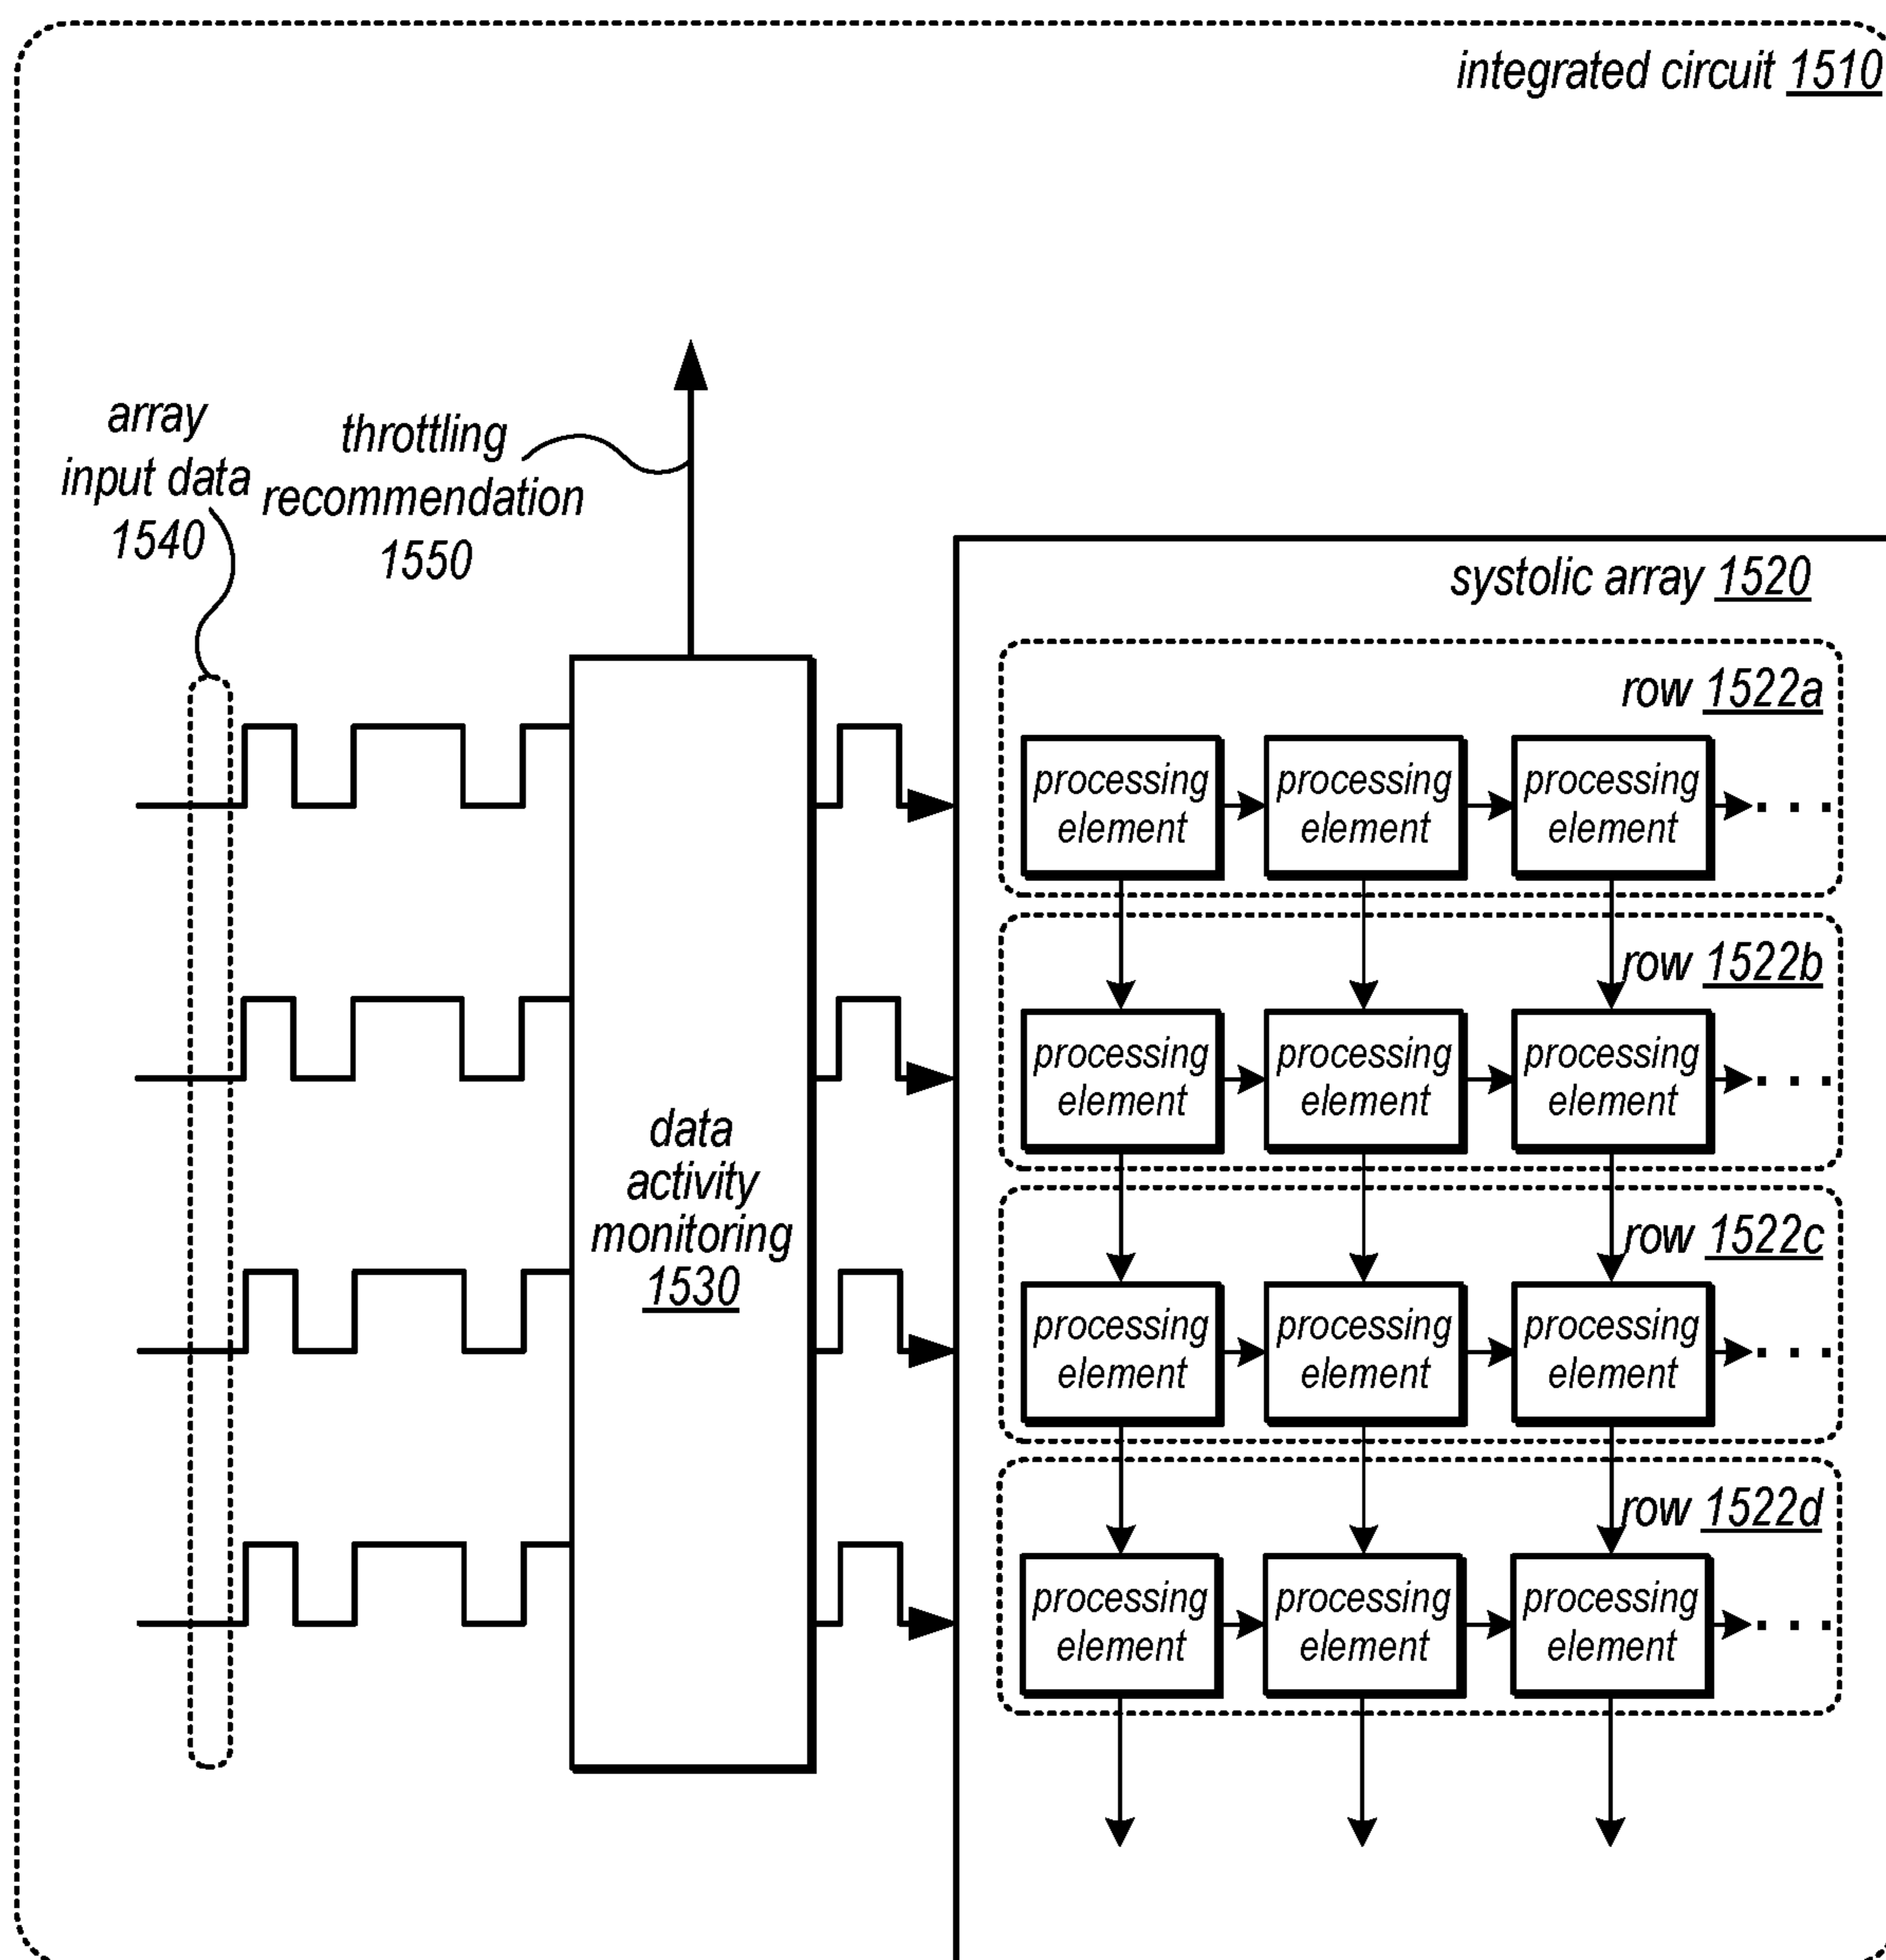 integrated circuit 1510
array
input data
1540
throttling
recommendation
1550
systolic array 1520
row 1522a
processing
element
processing
element
processing
element
. . .
row 1522b
processing
element
processing
element
processing
element
. . .
data
activity
monitoring
1530
row 1522c
processing
element
processing
element
processing
element
. . .
row 1522d
processing
element
processing
element
processing
element
. . .